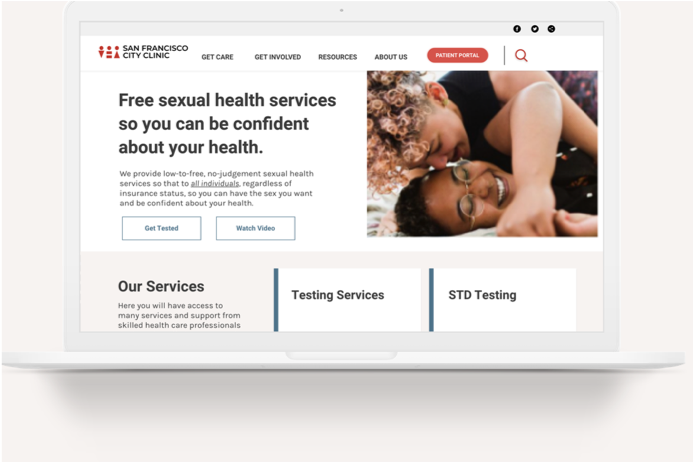 SAN FRANCISCO
CITY CLINIC
GET CARE
GET INVOLVED
RESOURCES
ABOUT US
PATIENT PORTAL
Free sexual health services
so you can be confident
about your health.
We provide low-to-free, no-judgement sexual health
services so that to all individuals, regardless of
insurance status, so you can have the sex you want
and be confident about your health.
Get Tested
Watch Video
Our Services
Here you will have access to
many services and support from
skilled health care professionals
Testing Services
STD Testing